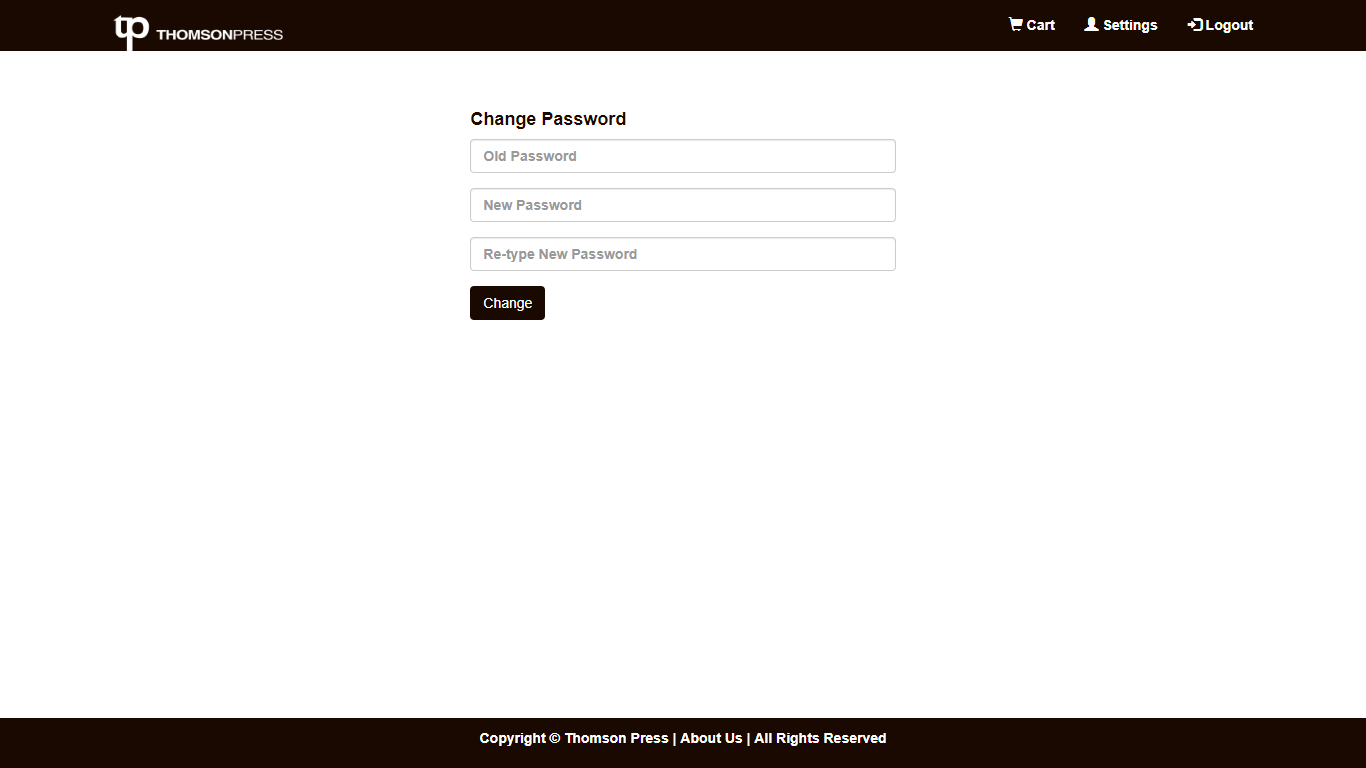 tp THOMSONPRESS
Cart Settings Logout
Change Password
Old Password
New Password
Re-type New Password
Change
Copyright © Thomson Press | About Us | All Rights Reserved